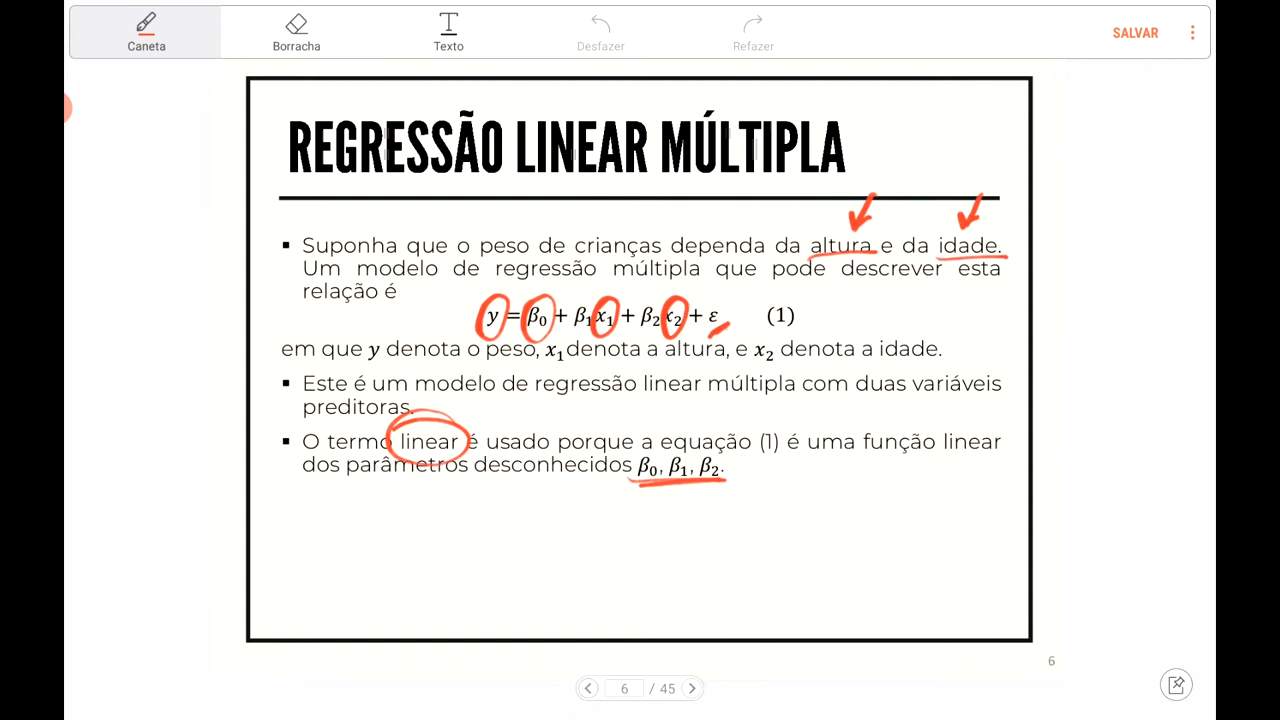 Caneta Borracha Texto Desfazer Refazer SALVAR
REGRESSÃO LINEAR MÚLTIPLA
▪ Suponha que o peso de crianças dependa da altura e da idade.
Um modelo de regressão múltipla que pode descrever esta
relação é
y = β₀ + β₁x₁ + β₂x₂ + ε (1)
em que y denota o peso, x₁ denota a altura, e x₂ denota a idade.
▪ Este é um modelo de regressão linear múltipla com duas variáveis
preditoras.
▪ O termo linear é usado porque a equação (1) é uma função linear
dos parâmetros desconhecidos β₀, β₁, β₂.
6
6 / 45